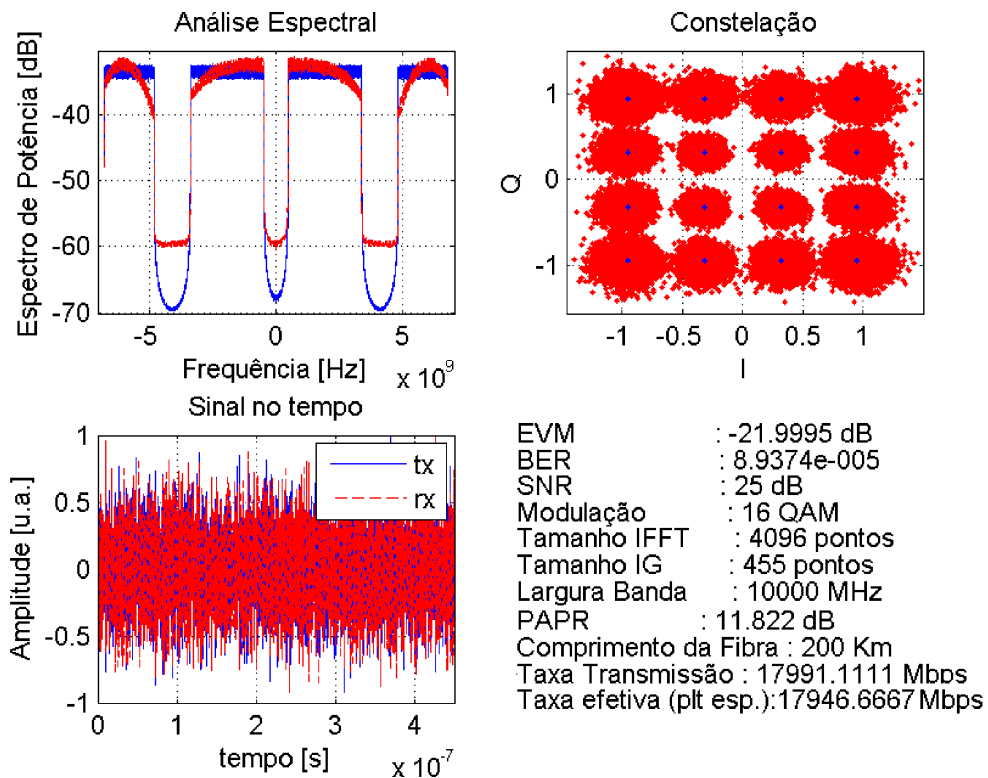 Análise Espectral
Espectro de Potência [dB]
-40
-50
-60
-70
-5
0
5
Frequência [Hz]
x 10^9
Constelação
Q
1
0
-1
-1
-0.5
0
0.5
1
I
Sinal no tempo
Amplitude [u.a.]
1
0.5
0
-0.5
-1
tx
rx
0
1
2
3
4
tempo [s]
x 10^-7
EVM : -21.9995 dB
BER : 8.9374e-005
SNR : 25 dB
Modulação : 16 QAM
Tamanho IFFT : 4096 pontos
Tamanho IG : 455 pontos
Largura Banda : 10000 MHz
PAPR : 11.822 dB
Comprimento da Fibra : 200 Km
Taxa Transmissão : 17991.1111 Mbps
Taxa efetiva (plt esp.):17946.6667 Mbps